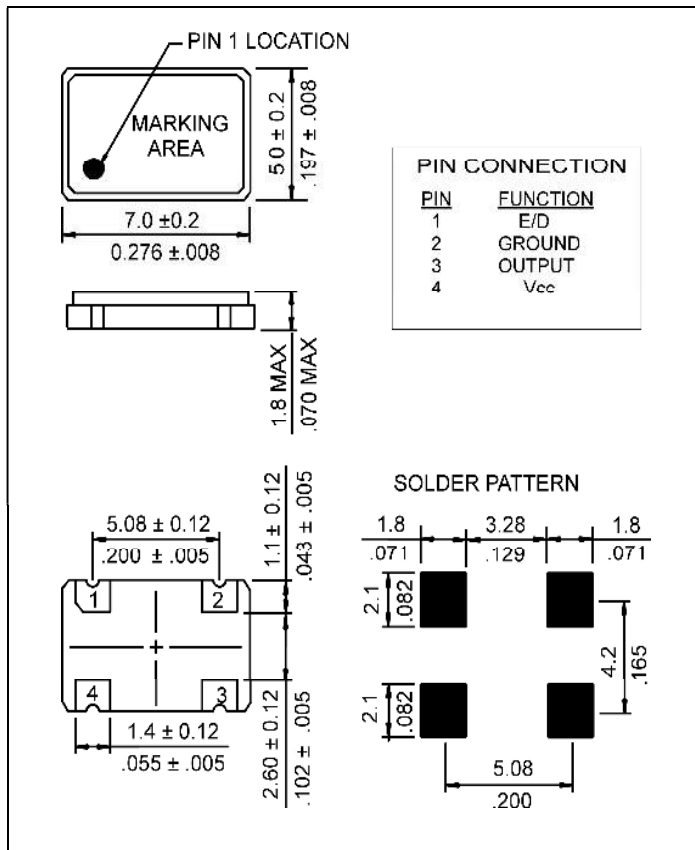 PIN 1 LOCATION
MARKING
AREA
5.0 ± 0.2
.197 ± .008
7.0 ±0.2
0.276 ±.008
PIN CONNECTION
PIN FUNCTION
1 E/D
2 GROUND
3 OUTPUT
4 Vcc
1.8 MAX
.070 MAX
5.08 ± 0.12
.200 ± .005
1.1 ± 0.12
.043 ± .005
1 2
4 3
1.4 ± 0.12
.055 ± .005
2.60 ± 0.12
.102 ± .005
SOLDER PATTERN
1.8 3.28 1.8
.071 .129 .071
2.1
.082
4.2
.165
2.1
.082
5.08
.200